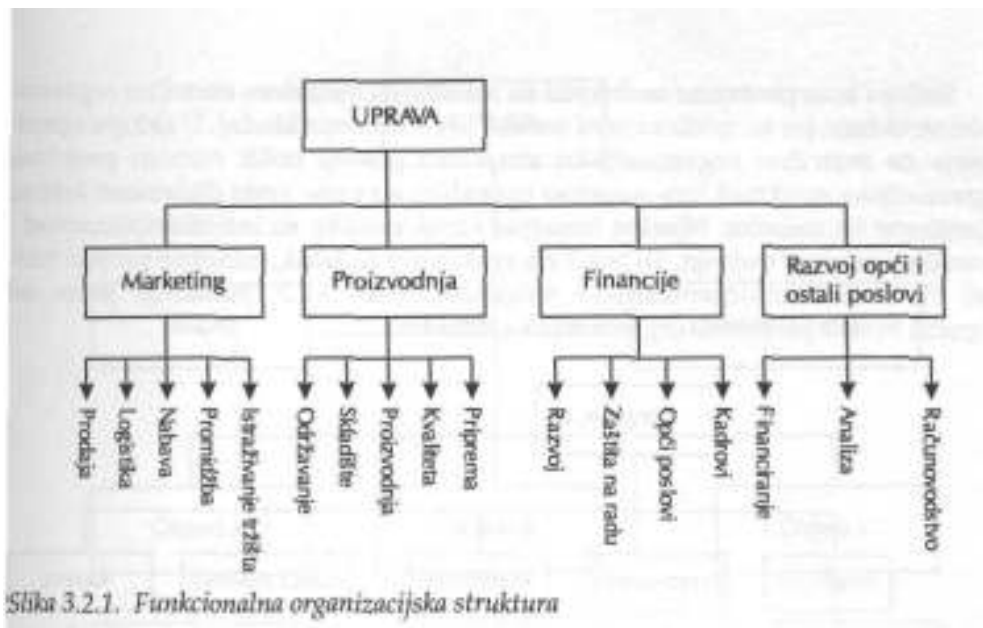 UPRAVA
Marketing
Proizvodnja
Financije
Razvoj opći i
ostali poslovi
Prodaja
Logistika
Nabava
Promidžba
Istraživanje tržišta
Održavanje
Skladište
Proizvodnja
Kvaliteta
Priprema
Razvoj
Zaštita na radu
Opći poslovi
Kadrovi
Financiranje
Analiza
Računovodstvo
Slika 3.2.1. Funkcionalna organizacijska struktura